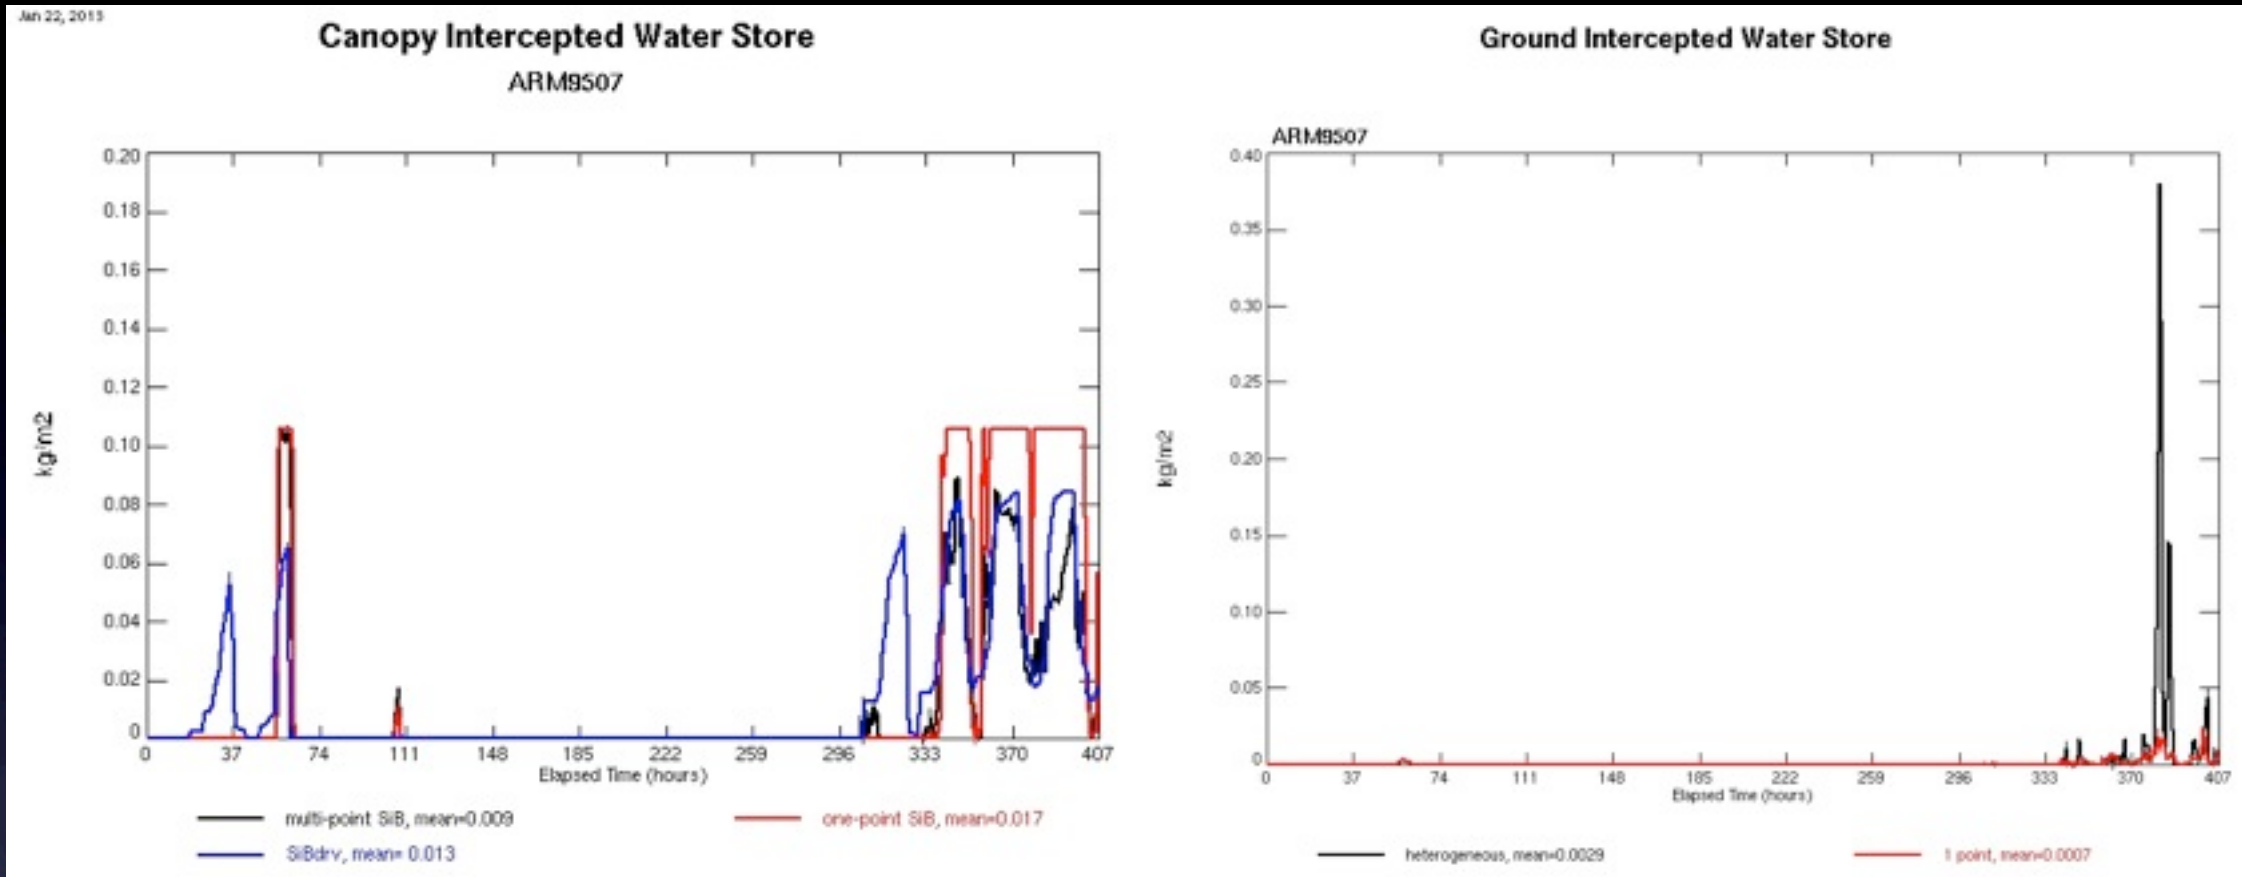 Jan 22, 2013
Canopy Intercepted Water Store
ARM9507
0.20
0.18
0.16
0.14
0.12
0.10
0.08
0.06
0.04
0.02
0
kg/m2
0 37 74 111 148 185 222 259 296 333 370 407
Elapsed Time (hours)
multi-point SiB, mean=0.009
one-point SiB, mean=0.017
SiBdrv, mean= 0.013
Ground Intercepted Water Store
ARM9507
0.40
0.35
0.30
0.25
0.20
0.15
0.10
0.05
0
kg/m2
0 37 74 111 148 185 222 259 296 333 370 407
Elapsed Time (hours)
heterogeneous, mean=0.0029
1 point, mean=0.0007